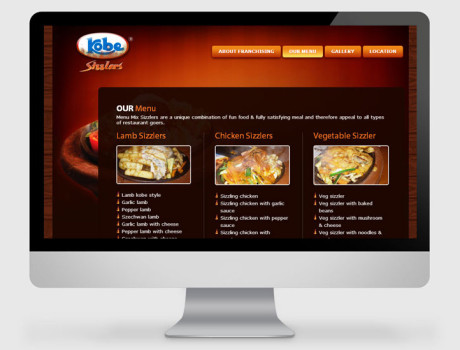 Kobe
Sizzlers
ABOUT FRANCHISING OUR MENU GALLERY LOCATION
OUR Menu
Menu Mix Sizzlers are a unique combination of fun food & fully satisfying meal and therefore appeal to all types
of restaurant goers.
Lamb Sizzlers
Lamb kobe style
Garlic lamb
Pepper lamb
Szechwan lamb
Garlic lamb with cheese
Pepper lamb with cheese
Szechwan lamb with cheese
Chicken Sizzlers
Sizzling chicken
Sizzling chicken with garlic
sauce
Sizzling chicken with pepper
sauce
Sizzling chicken with
Vegetable Sizzler
Veg sizzler
Veg sizzler with baked
beans
Veg sizzler with mushroom
& cheese
Veg sizzler with noodles &